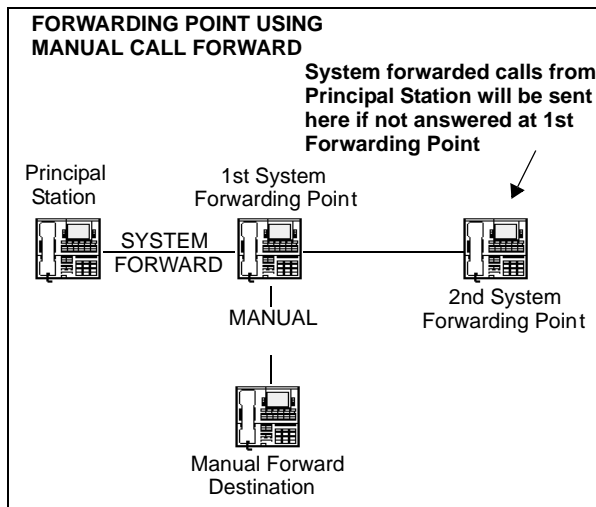 FORWARDING POINT USING
MANUAL CALL FORWARD
System forwarded calls from
Principal Station will be sent
here if not answered at 1st
Forwarding Point
Principal
Station
1st System
Forwarding Point
SYSTEM
FORWARD
2nd System
Forwarding Point
MANUAL
Manual Forward
Destination